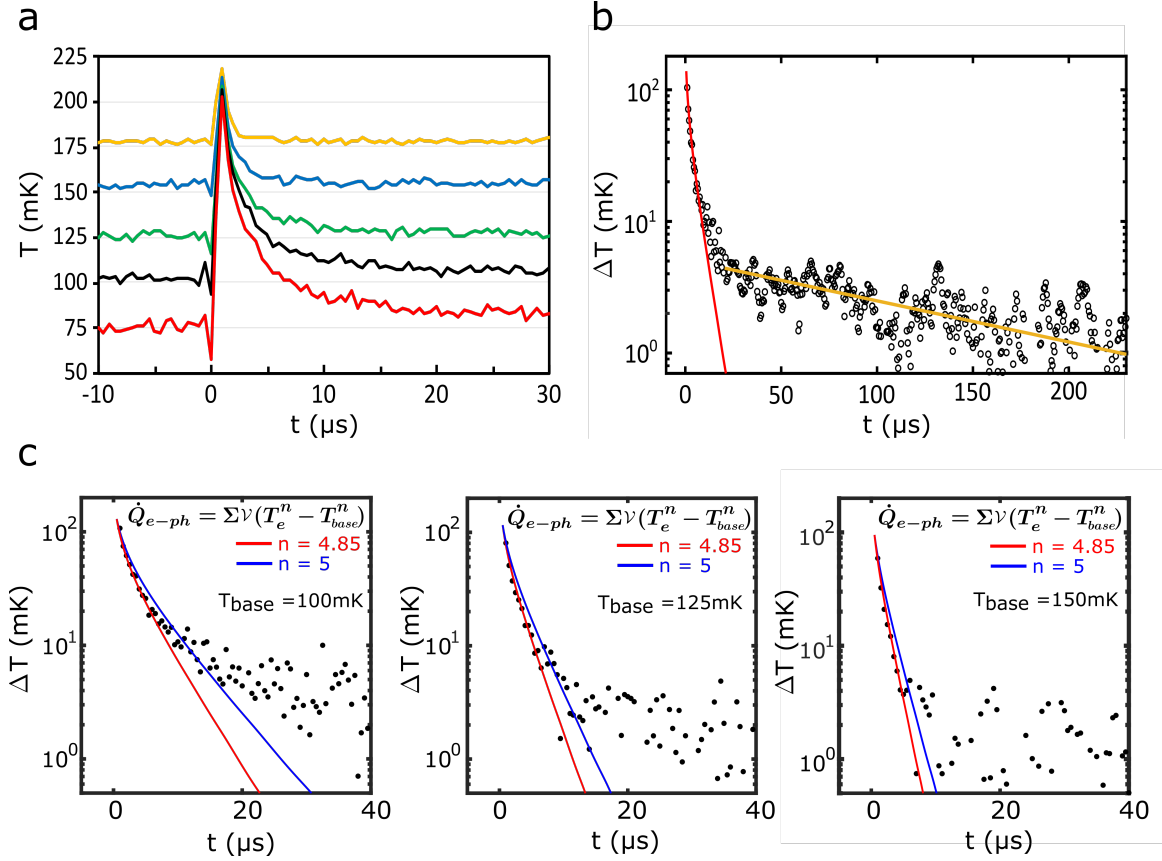 a
225
200
175
150
125
100
75
50
T (mK)
-10 0 10 20 30
t (µs)
b
10²
10¹
10⁰
ΔT (mK)
0 50 100 150 200
t (µs)
c
Q̇e−ph = Σ𝒱(Teⁿ − Tⁿbase)
n = 4.85
n = 5
Tbase =100mK
10²
10¹
10⁰
ΔT (mK)
0 20 40
t (µs)
Q̇e−ph = Σ𝒱(Teⁿ − Tⁿbase)
n = 4.85
n = 5
Tbase =125mK
10²
10¹
10⁰
ΔT (mK)
0 20 40
t (µs)
Q̇e−ph = Σ𝒱(Teⁿ − Tⁿbase)
n = 4.85
n = 5
Tbase =150mK
10²
10¹
10⁰
ΔT (mK)
0 20 40
t (µs)